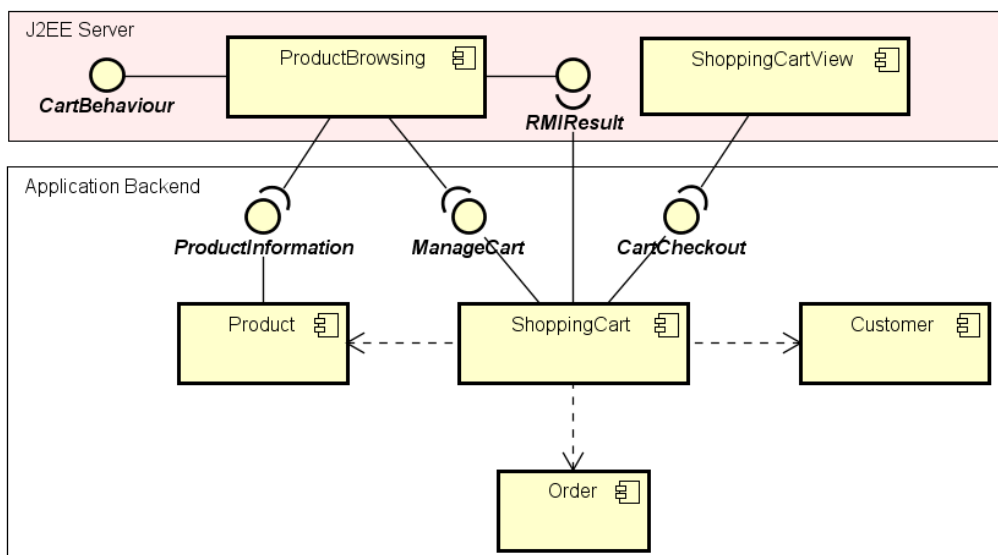 J2EE Server
ProductBrowsing
ShoppingCartView
CartBehaviour
RMIResult
Application Backend
ProductInformation
ManageCart
CartCheckout
Product
ShoppingCart
Customer
Order